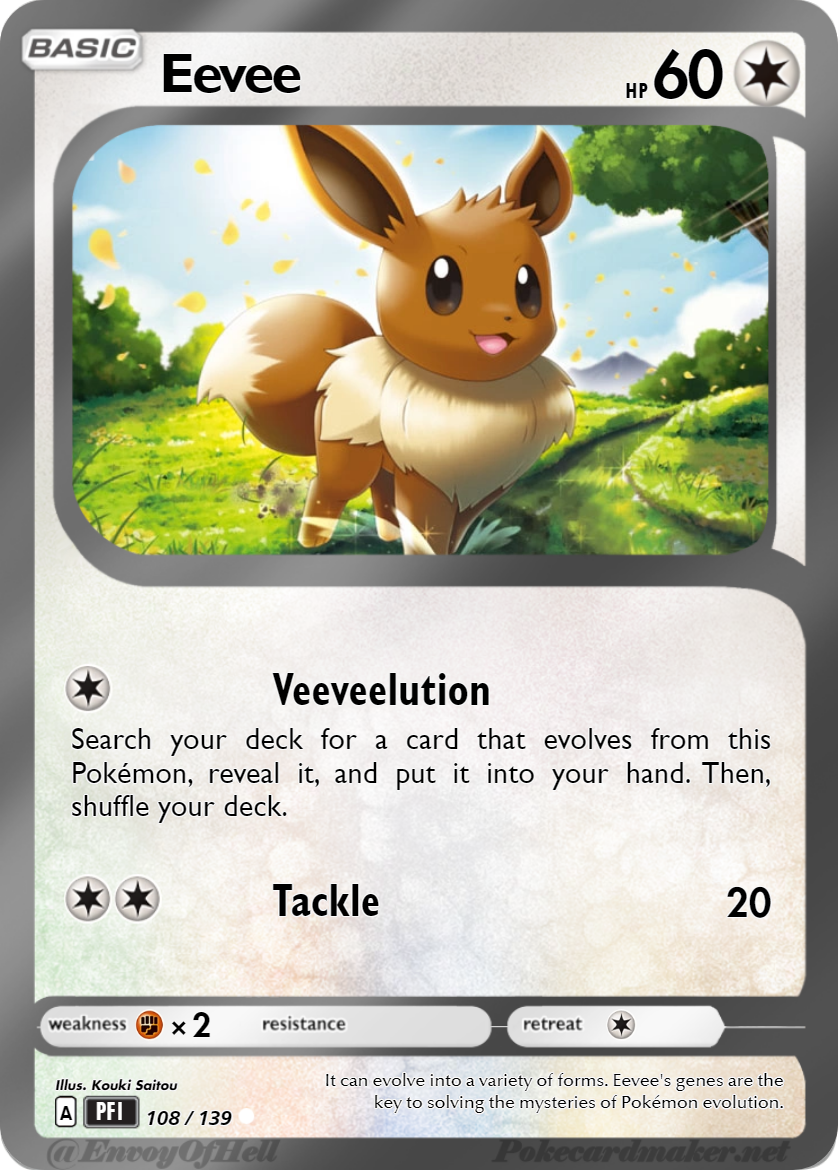 BASIC
Eevee
HP 60
Veeveelution
Search your deck for a card that evolves from this
Pokémon, reveal it, and put it into your hand. Then,
shuffle your deck.
Tackle 20
weakness × 2 resistance retreat
Illus. Kouki Saitou
It can evolve into a variety of forms. Eevee's genes are the
key to solving the mysteries of Pokémon evolution.
A PFI 108 / 139
@EnvoyOfHell Pokecardmaker.net